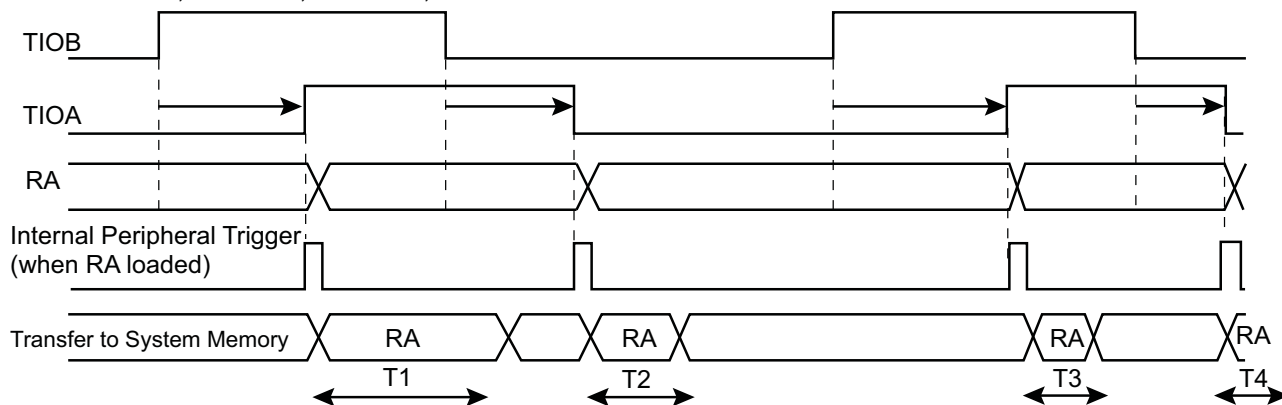 TIOB
TIOA
RA
Internal Peripheral Trigger
(when RA loaded)
Transfer to System Memory RA RA RA RA
T1 T2 T3 T4